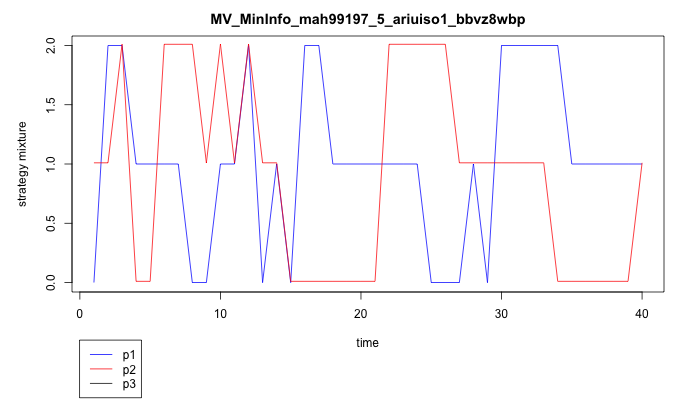 MV_MinInfo_mah99197_5_ariuiso1_bbvz8wbp
strategy mixture
2.0
1.5
1.0
0.5
0.0
0 10 20 30 40
time
p1
p2
p3